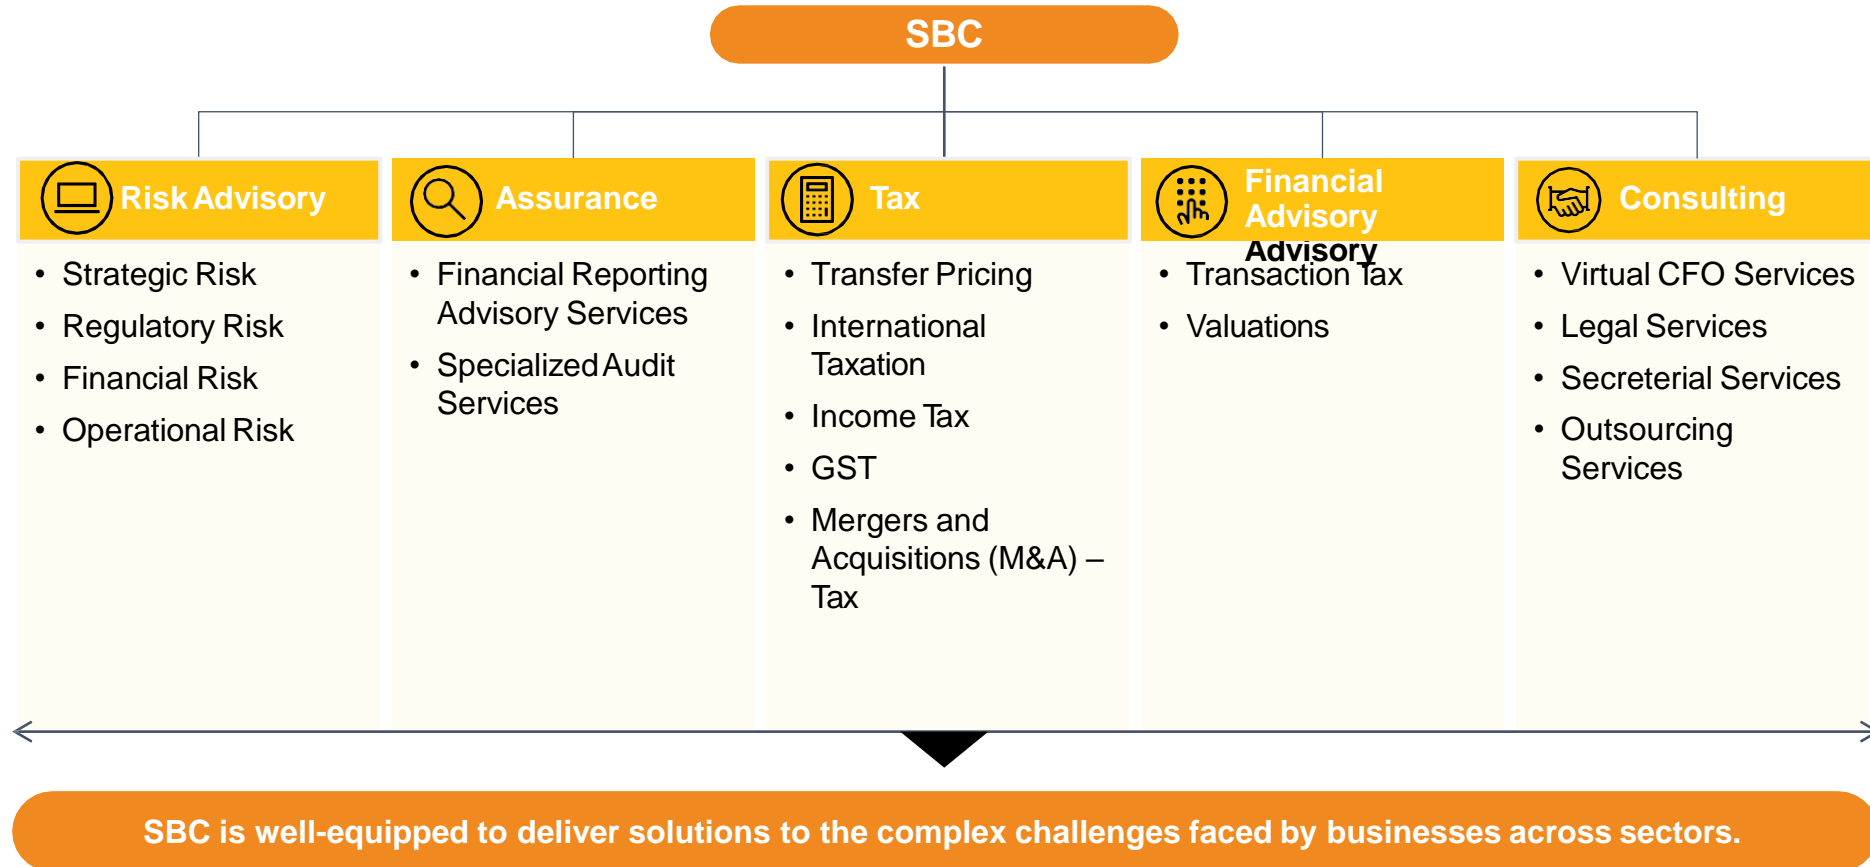 SBC
Risk Advisory
• Strategic Risk
• Regulatory Risk
• Financial Risk
• Operational Risk
Assurance
• Financial Reporting
Advisory Services
• Specialized Audit
Services
Tax
• Transfer Pricing
• International
Taxation
• Income Tax
• GST
• Mergers and
Acquisitions (M&A) –
Tax
Financial
Advisory
Advisory
• Transaction Tax
• Valuations
Consulting
• Virtual CFO Services
• Legal Services
• Secreterial Services
• Outsourcing
Services
SBC is well-equipped to deliver solutions to the complex challenges faced by businesses across sectors.